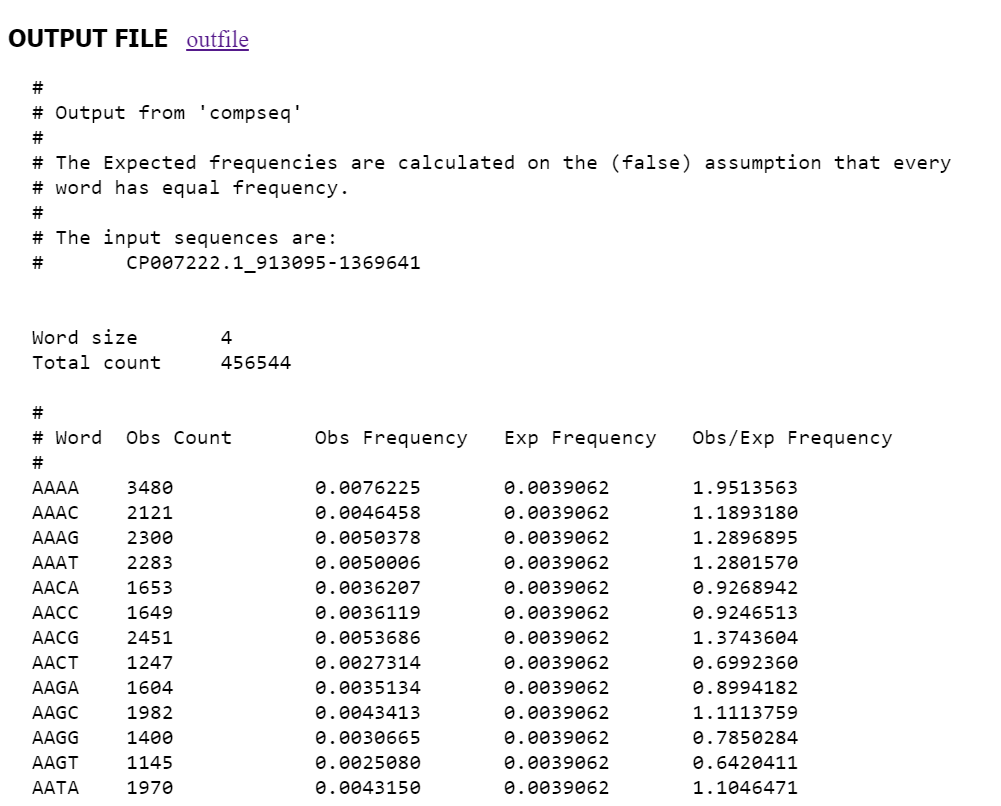 OUTPUT FILE outfile
#
# Output from 'compseq'
#
# The Expected frequencies are calculated on the (false) assumption that every
# word has equal frequency.
#
# The input sequences are:
# CP007222.1_913095-1369641
Word size 4
Total count 456544
#
# Word Obs Count Obs Frequency Exp Frequency Obs/Exp Frequency
#
AAAA 3480 0.0076225 0.0039062 1.9513563
AAAC 2121 0.0046458 0.0039062 1.1893180
AAAG 2300 0.0050378 0.0039062 1.2896895
AAAT 2283 0.0050006 0.0039062 1.2801570
AACA 1653 0.0036207 0.0039062 0.9268942
AACC 1649 0.0036119 0.0039062 0.9246513
AACG 2451 0.0053686 0.0039062 1.3743604
AACT 1247 0.0027314 0.0039062 0.6992360
AAGA 1604 0.0035134 0.0039062 0.8994182
AAGC 1982 0.0043413 0.0039062 1.1113759
AAGG 1400 0.0030665 0.0039062 0.7850284
AAGT 1145 0.0025080 0.0039062 0.6420411
AATA 1970 0.0043150 0.0039062 1.1046471